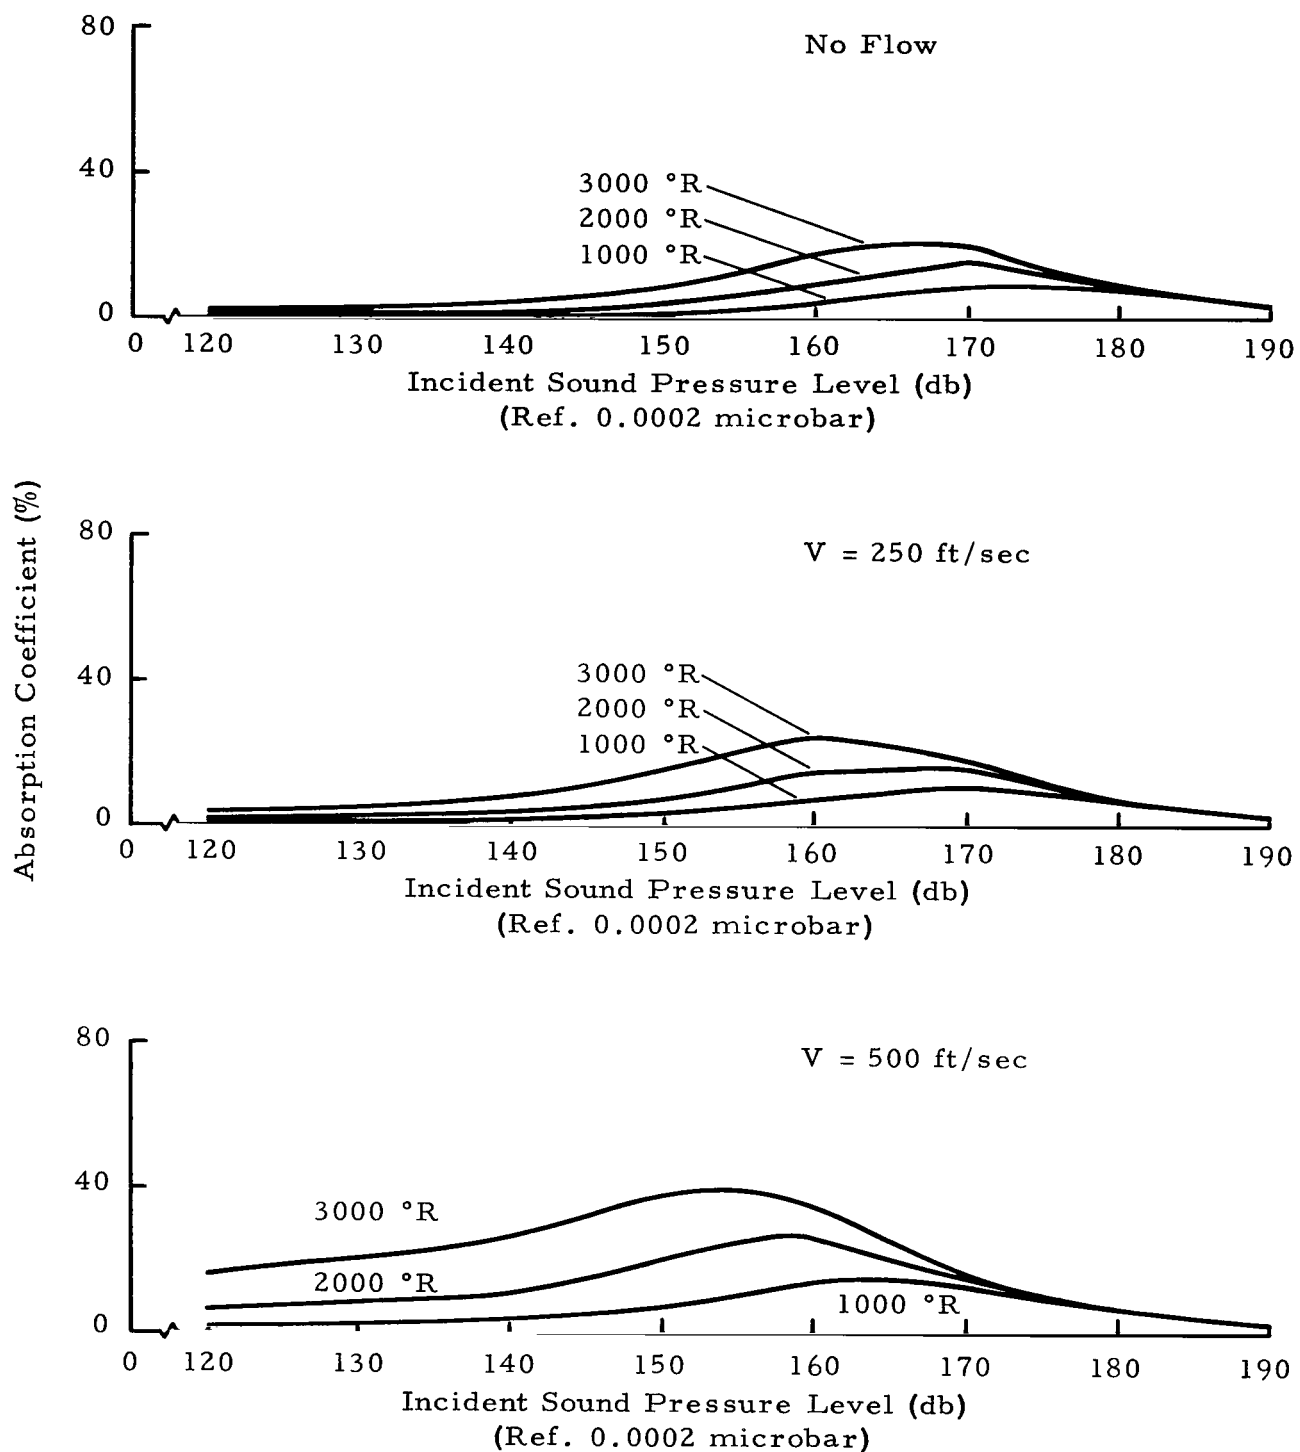 Absorption Coefficient (%)
80
No Flow
40
3000 °R
2000 °R
1000 °R
0
0 120 130 140 150 160 170 180 190
Incident Sound Pressure Level (db)
(Ref. 0.0002 microbar)
80
V = 250 ft/sec
40
3000 °R
2000 °R
1000 °R
0
0 120 130 140 150 160 170 180 190
Incident Sound Pressure Level (db)
(Ref. 0.0002 microbar)
80
V = 500 ft/sec
40
3000 °R
2000 °R
1000 °R
0
0 120 130 140 150 160 170 180 190
Incident Sound Pressure Level (db)
(Ref. 0.0002 microbar)